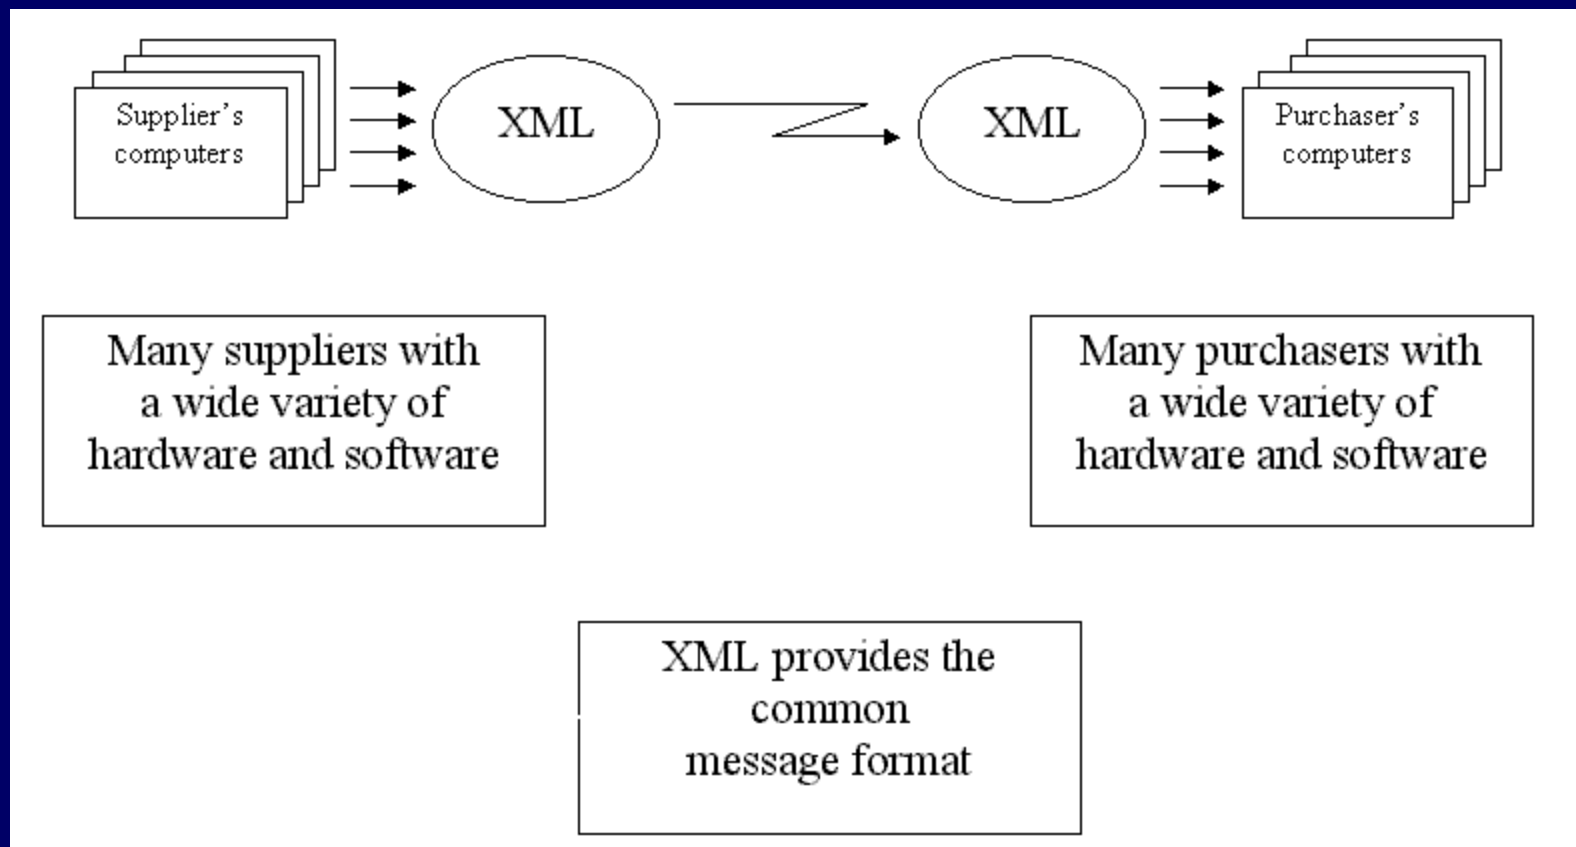 Supplier's
computers
XML
XML
Purchaser's
computers
Many suppliers with
a wide variety of
hardware and software
Many purchasers with
a wide variety of
hardware and software
XML provides the
common
message format